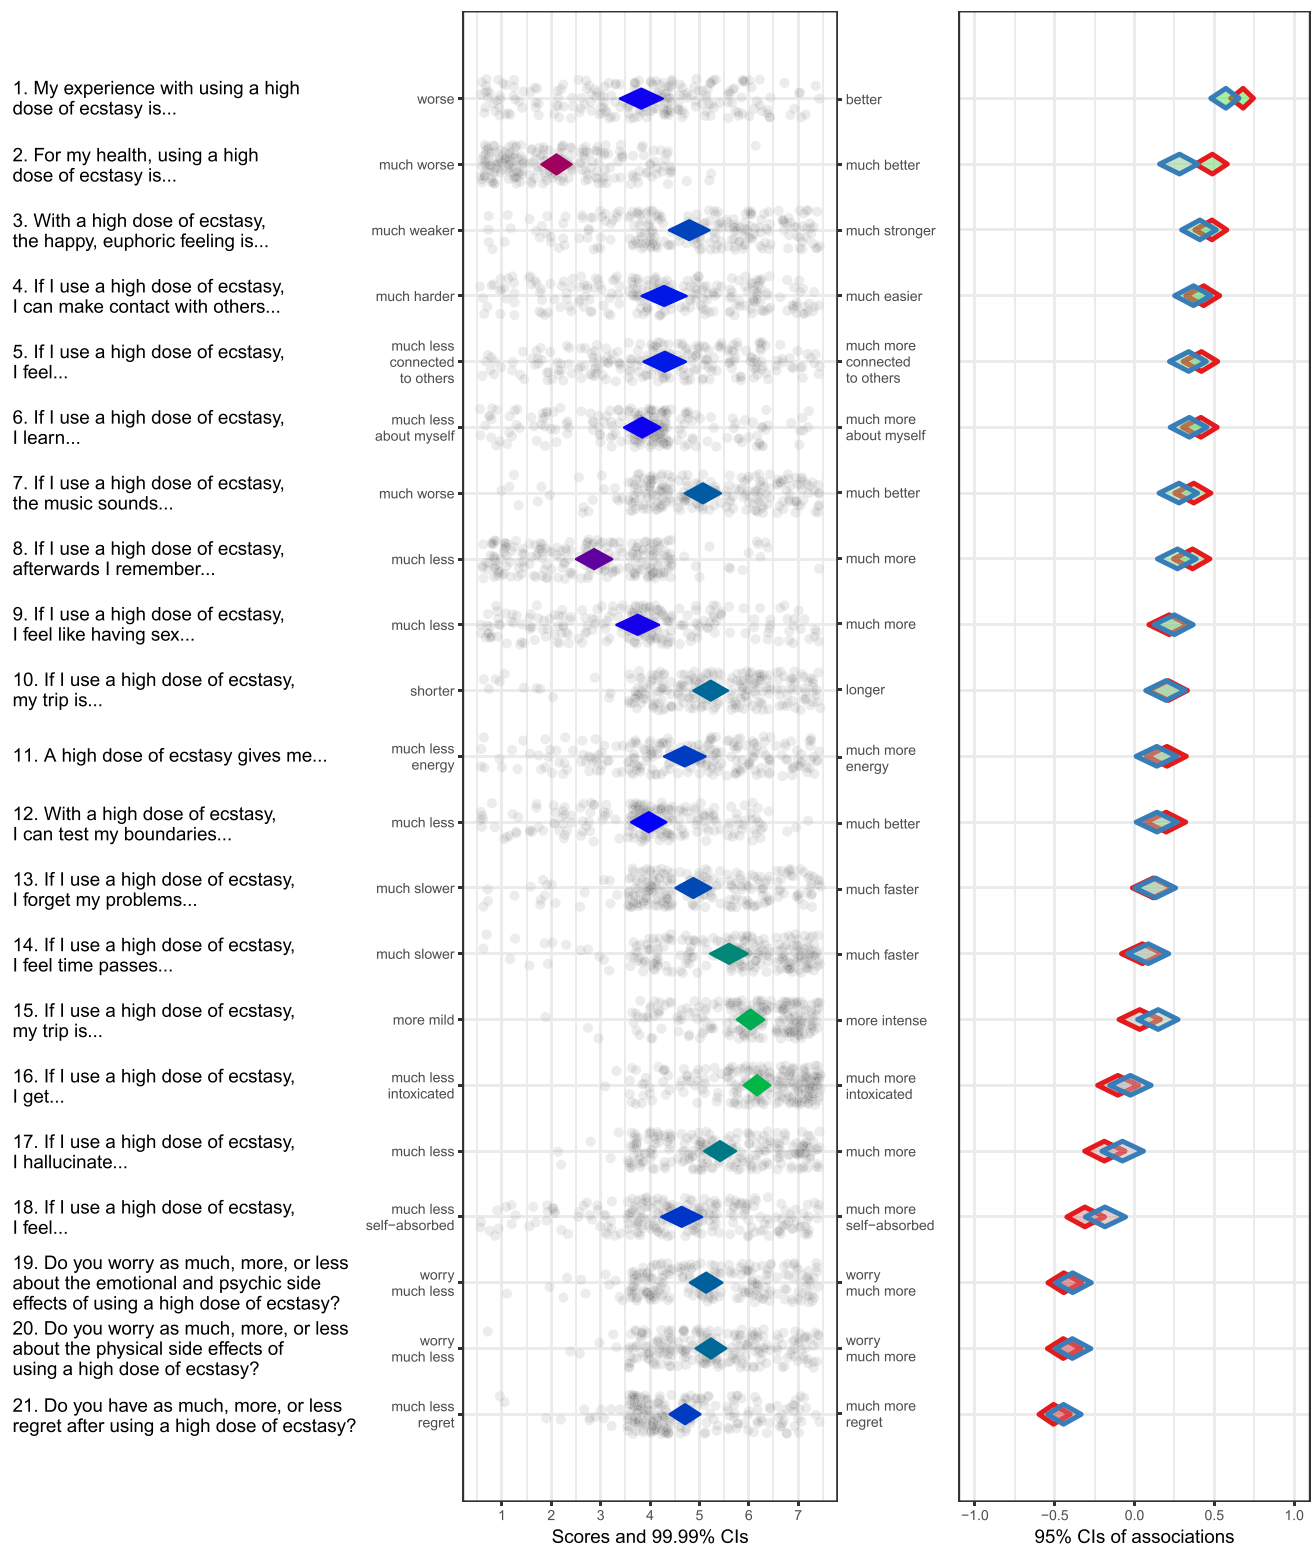 1. My experience with using a high
dose of ecstasy is...
worse
better
2. For my health, using a high
dose of ecstasy is...
much worse
much better
3. With a high dose of ecstasy,
the happy, euphoric feeling is...
much weaker
much stronger
4. If I use a high dose of ecstasy,
I can make contact with others...
much harder
much easier
5. If I use a high dose of ecstasy,
I feel...
much less
connected
to others
much more
connected
to others
6. If I use a high dose of ecstasy,
I learn...
much less
about myself
much more
about myself
7. If I use a high dose of ecstasy,
the music sounds...
much worse
much better
8. If I use a high dose of ecstasy,
afterwards I remember...
much less
much more
9. If I use a high dose of ecstasy,
I feel like having sex...
much less
much more
10. If I use a high dose of ecstasy,
my trip is...
shorter
longer
11. A high dose of ecstasy gives me...
much less
energy
much more
energy
12. With a high dose of ecstasy,
I can test my boundaries...
much less
much better
13. If I use a high dose of ecstasy,
I forget my problems...
much slower
much faster
14. If I use a high dose of ecstasy,
I feel time passes...
much slower
much faster
15. If I use a high dose of ecstasy,
my trip is...
more mild
more intense
16. If I use a high dose of ecstasy,
I get...
much less
intoxicated
much more
intoxicated
17. If I use a high dose of ecstasy,
I hallucinate...
much less
much more
18. If I use a high dose of ecstasy,
I feel...
much less
self−absorbed
much more
self−absorbed
19. Do you worry as much, more, or less
about the emotional and psychic side
effects of using a high dose of ecstasy?
worry
much less
worry
much more
20. Do you worry as much, more, or less
about the physical side effects of
using a high dose of ecstasy?
worry
much less
worry
much more
21. Do you have as much, more, or less
regret after using a high dose of ecstasy?
much less
regret
much more
regret
1 2 3 4 5 6 7
Scores and 99.99% CIs
−1.0 −0.5 0.0 0.5 1.0
95% CIs of associations